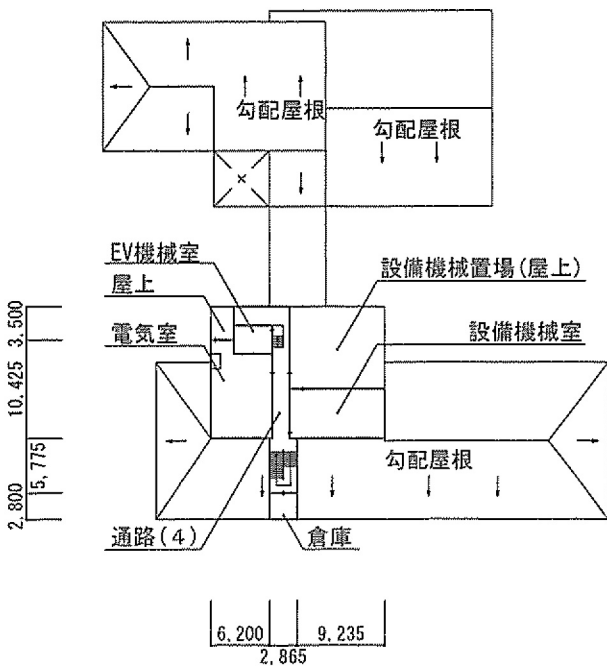 勾配屋根
勾配屋根
EV機械室
屋上
電気室
設備機械置場(屋上)
設備機械室
勾配屋根
通路(4)
倉庫
3,500
10,425
5,775
2,800
6,200
2,865
9,235